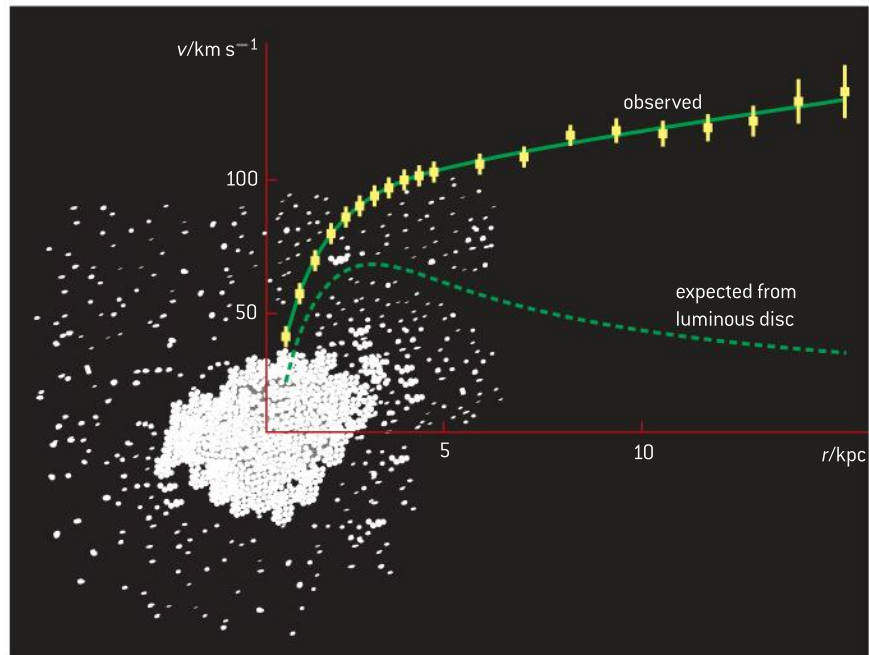 v/km s⁻¹
observed
100
expected from
luminous disc
50
5
10
r/kpc